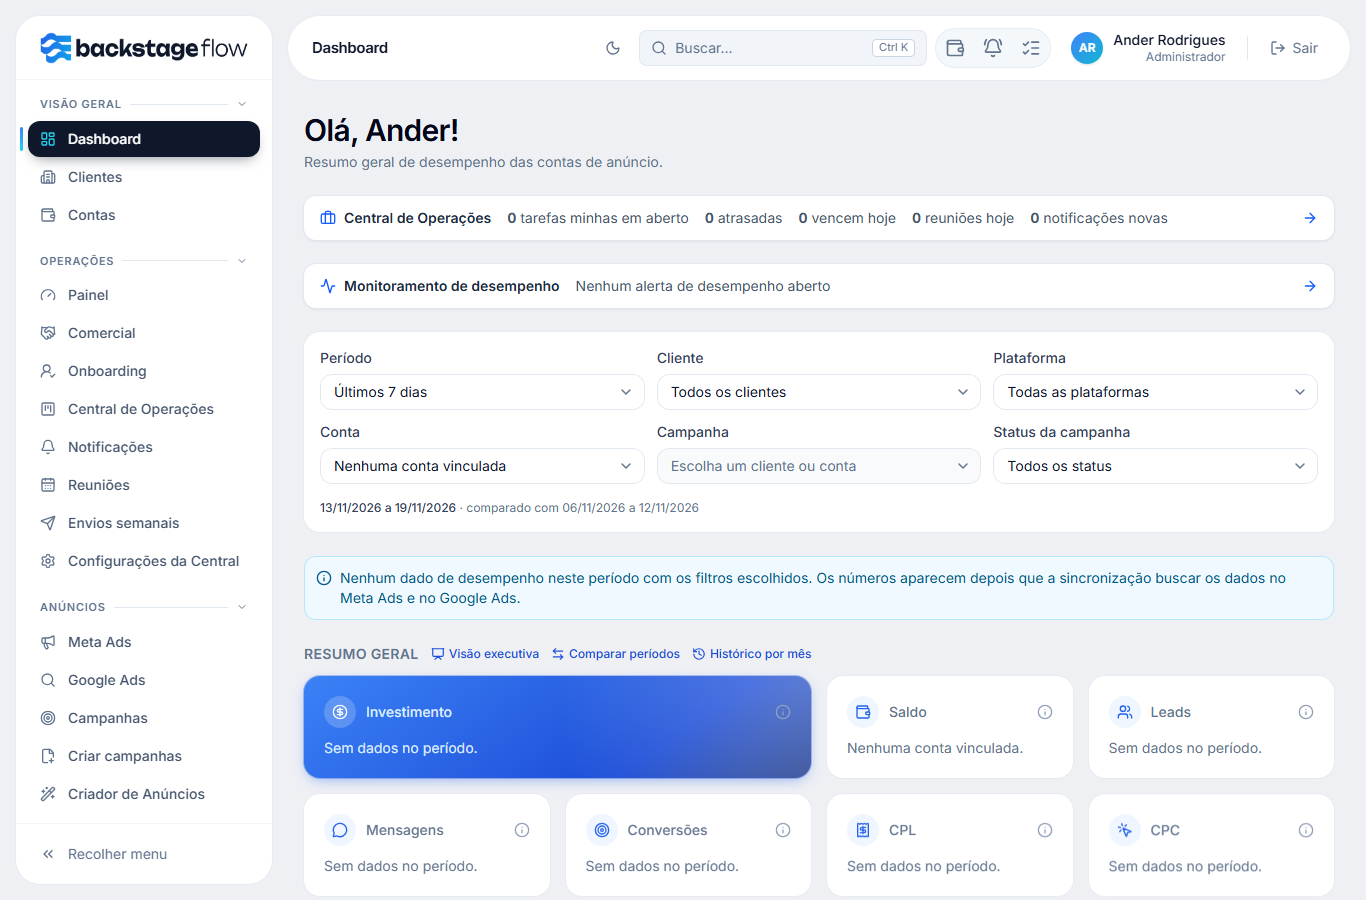 backstageflow
VISÃO GERAL
Dashboard
Clientes
Contas
OPERAÇÕES
Painel
Comercial
Onboarding
Central de Operações
Notificações
Reuniões
Envios semanais
Configurações da Central
ANÚNCIOS
Meta Ads
Google Ads
Campanhas
Criar campanhas
Criador de Anúncios
Recolher menu
Dashboard
Buscar...
Ctrl K
AR
Ander Rodrigues
Administrador
Sair
Olá, Ander!
Resumo geral de desempenho das contas de anúncio.
Central de Operações 0 tarefas minhas em aberto 0 atrasadas 0 vencem hoje 0 reuniões hoje 0 notificações novas
Monitoramento de desempenho Nenhum alerta de desempenho aberto
Período
Últimos 7 dias
Cliente
Todos os clientes
Plataforma
Todas as plataformas
Conta
Nenhuma conta vinculada
Campanha
Escolha um cliente ou conta
Status da campanha
Todos os status
13/11/2026 a 19/11/2026 · comparado com 06/11/2026 a 12/11/2026
Nenhum dado de desempenho neste período com os filtros escolhidos. Os números aparecem depois que a sincronização buscar os dados no
Meta Ads e no Google Ads.
RESUMO GERAL Visão executiva Comparar períodos Histórico por mês
Investimento
Sem dados no período.
Saldo
Nenhuma conta vinculada.
Leads
Sem dados no período.
Mensagens
Sem dados no período.
Conversões
Sem dados no período.
CPL
Sem dados no período.
CPC
Sem dados no período.